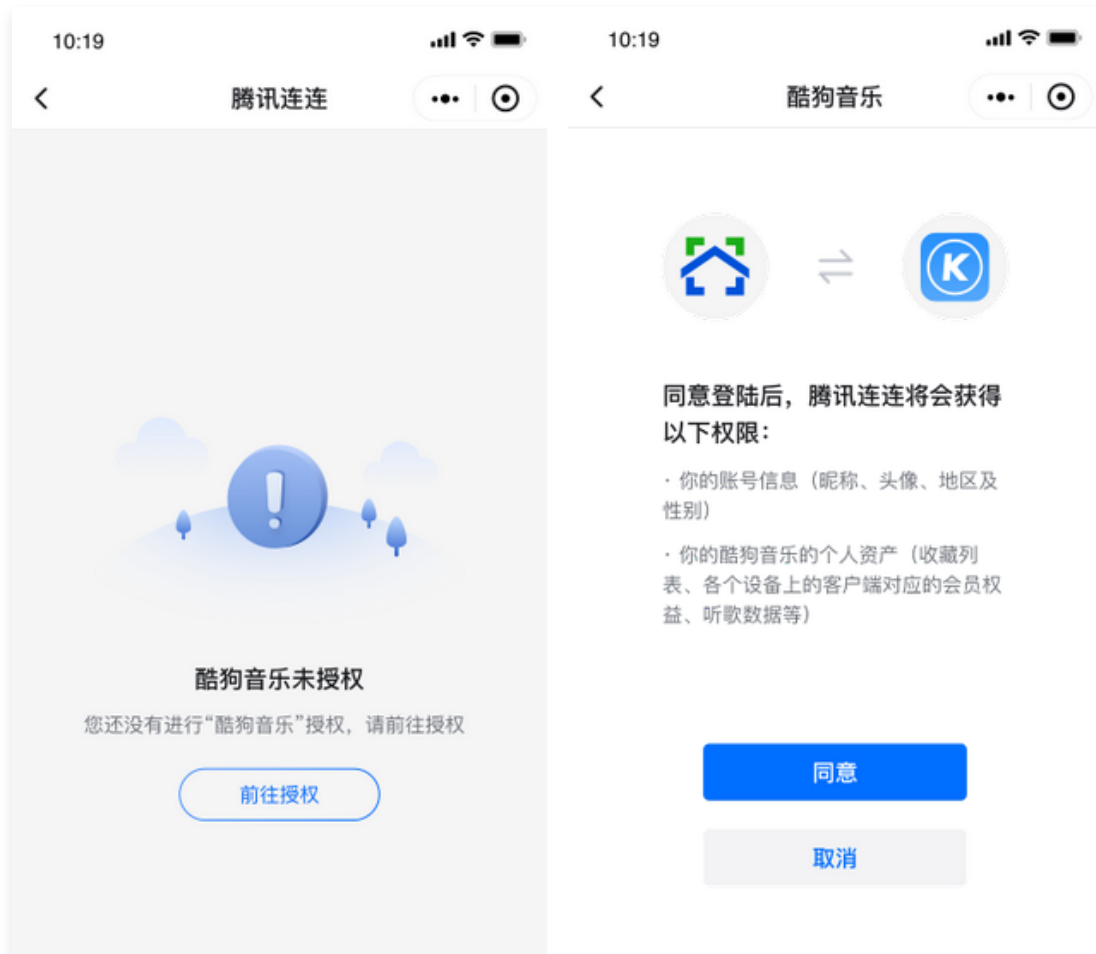 10:19
腾讯连连
酷狗音乐未授权
您还没有进行“酷狗音乐”授权，请前往授权
前往授权
10:19
酷狗音乐
K
同意登陆后，腾讯连连将会获得
以下权限：
· 你的账号信息（昵称、头像、地区及
性别）
· 你的酷狗音乐的个人资产（收藏列
表、各个设备上的客户端对应的会员权
益、听歌数据等）
同意
取消